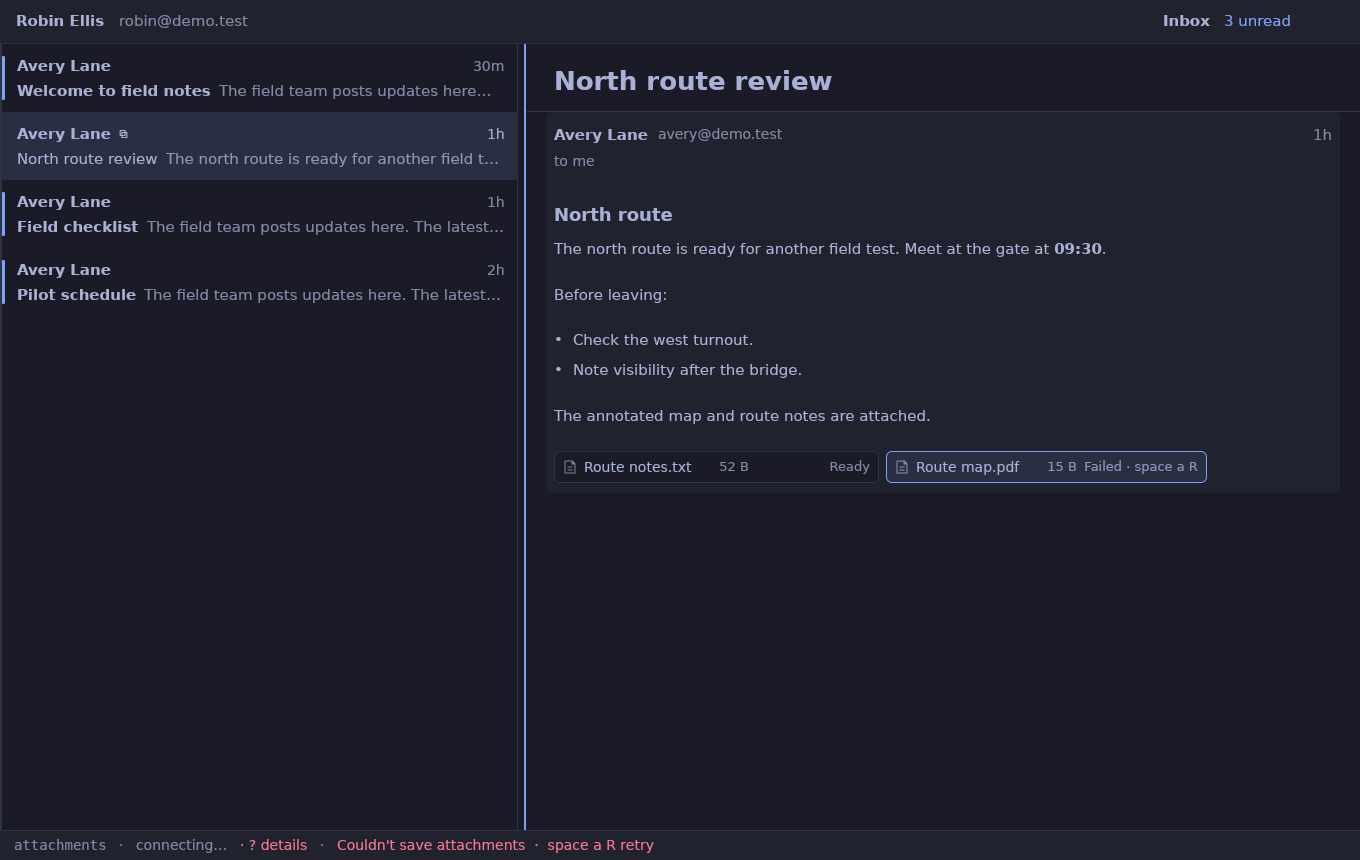 Robin Ellis robin@demo.test Inbox 3 unread
Avery Lane 30m
Welcome to field notes The field team posts updates here…
Avery Lane 1h
North route review The north route is ready for another field t…
Avery Lane 1h
Field checklist The field team posts updates here. The latest…
Avery Lane 2h
Pilot schedule The field team posts updates here. The latest…
North route review
Avery Lane avery@demo.test 1h
to me
North route
The north route is ready for another field test. Meet at the gate at 09:30.
Before leaving:
• Check the west turnout.
• Note visibility after the bridge.
The annotated map and route notes are attached.
Route notes.txt 52 B Ready Route map.pdf 15 B Failed · space a R
attachments · connecting… · ? details · Couldn't save attachments · space a R retry